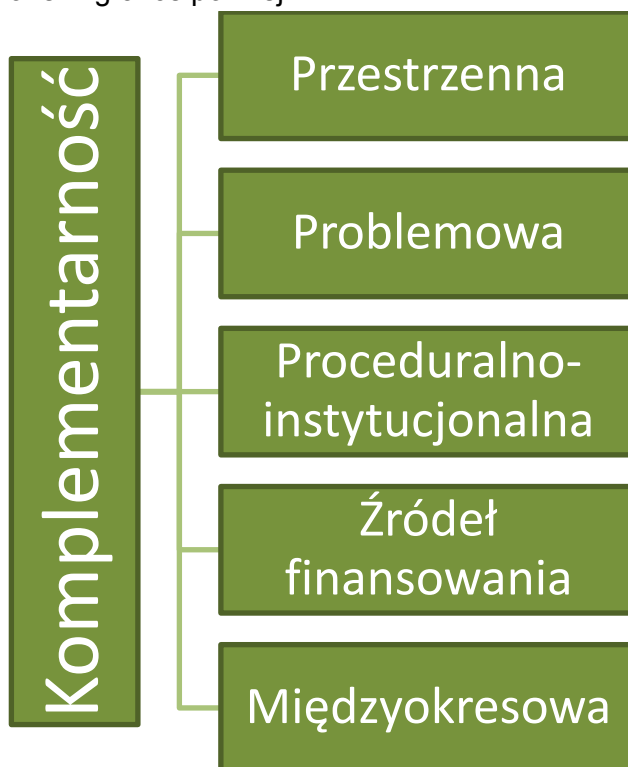 Komplementarność
Przestrzenna
Problemowa
Proceduralno-
instytucjonalna
Źródeł
finansowania
Międzyokresowa